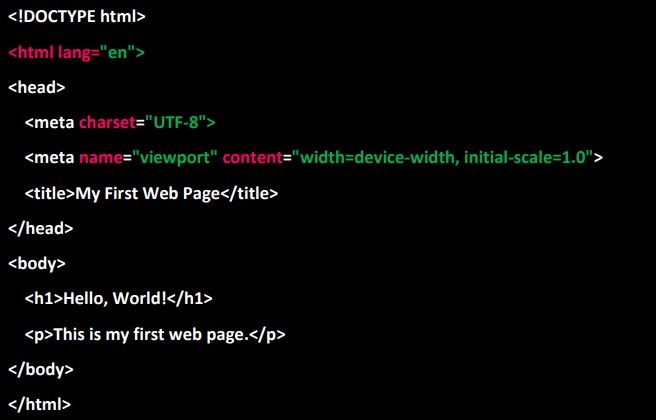 <!DOCTYPE html>
<html lang="en">
<head>
<meta charset="UTF-8">
<meta name="viewport" content="width=device-width, initial-scale=1.0">
<title>My First Web Page</title>
</head>
<body>
<h1>Hello, World!</h1>
<p>This is my first web page.</p>
</body>
</html>